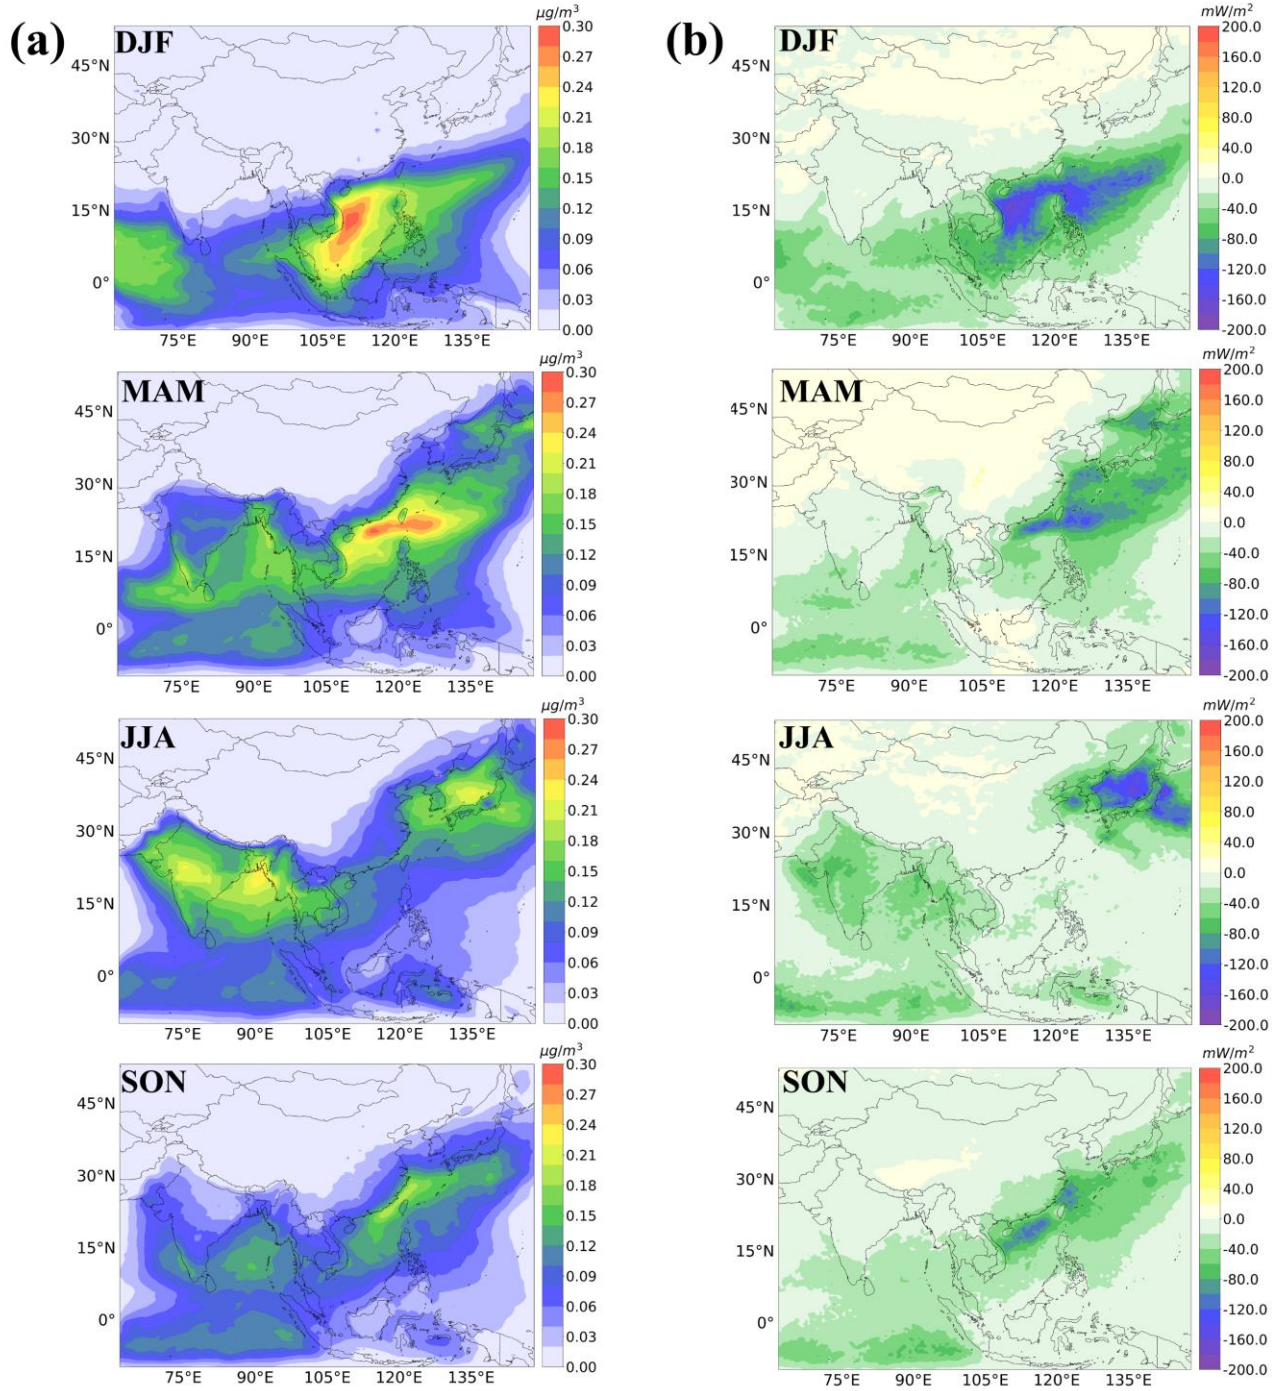 (a)
DJF
μg/m³
45°N
30°N
15°N
0°
75°E 90°E 105°E 120°E 135°E
0.30
0.28
0.24
0.21
0.18
0.15
0.12
0.09
0.06
0.03
0.00
(b)
DJF
mW/m²
45°N
30°N
15°N
0°
75°E 90°E 105°E 120°E 135°E
200.0
160.0
120.0
80.0
40.0
0.0
-40.0
-80.0
-120.0
-160.0
-200.0
MAM
μg/m³
45°N
30°N
15°N
0°
75°E 90°E 105°E 120°E 135°E
0.30
0.27
0.24
0.21
0.18
0.15
0.12
0.09
0.06
0.03
0.00
MAM
mW/m²
45°N
30°N
15°N
0°
75°E 90°E 105°E 120°E 135°E
200.0
160.0
120.0
80.0
40.0
0.0
-40.0
-80.0
-120.0
-160.0
-200.0
JJA
μg/m³
45°N
30°N
15°N
0°
75°E 90°E 105°E 120°E 135°E
0.30
0.27
0.24
0.21
0.18
0.15
0.12
0.09
0.06
0.03
0.00
JJA
mW/m²
45°N
30°N
15°N
0°
75°E 90°E 105°E 120°E 135°E
200.0
160.0
120.0
80.0
40.0
0.0
-40.0
-80.0
-120.0
-160.0
-200.0
SON
μg/m³
45°N
30°N
15°N
0°
75°E 90°E 105°E 120°E 135°E
0.30
0.27
0.24
0.21
0.18
0.15
0.12
0.09
0.06
0.03
0.00
SON
mW/m²
45°N
30°N
15°N
0°
75°E 90°E 105°E 120°E 135°E
200.0
160.0
120.0
80.0
40.0
0.0
-40.0
-80.0
-120.0
-160.0
-200.0